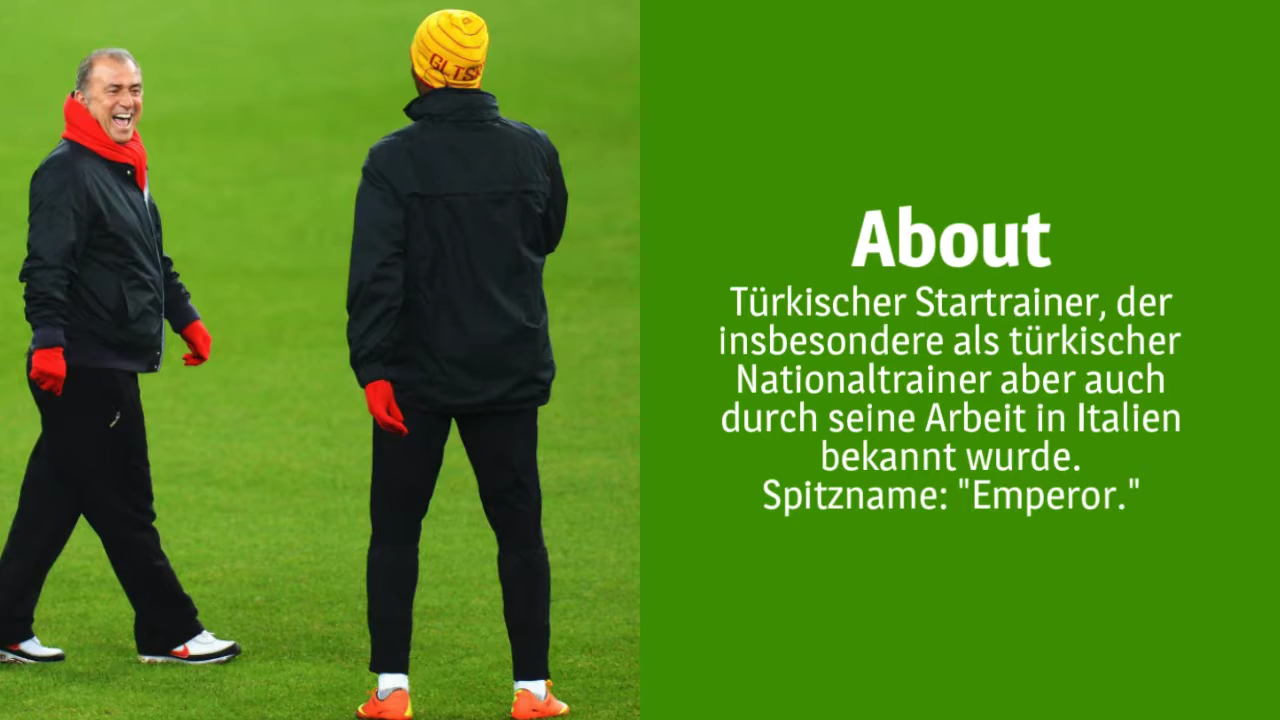 GLTS
About
Türkischer Startrainer, der
insbesondere als türkischer
Nationaltrainer aber auch
durch seine Arbeit in Italien
bekannt wurde.
Spitzname: "Emperor."